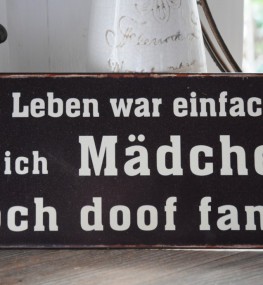 Leben war einfac
ich Mädche
och doof fan